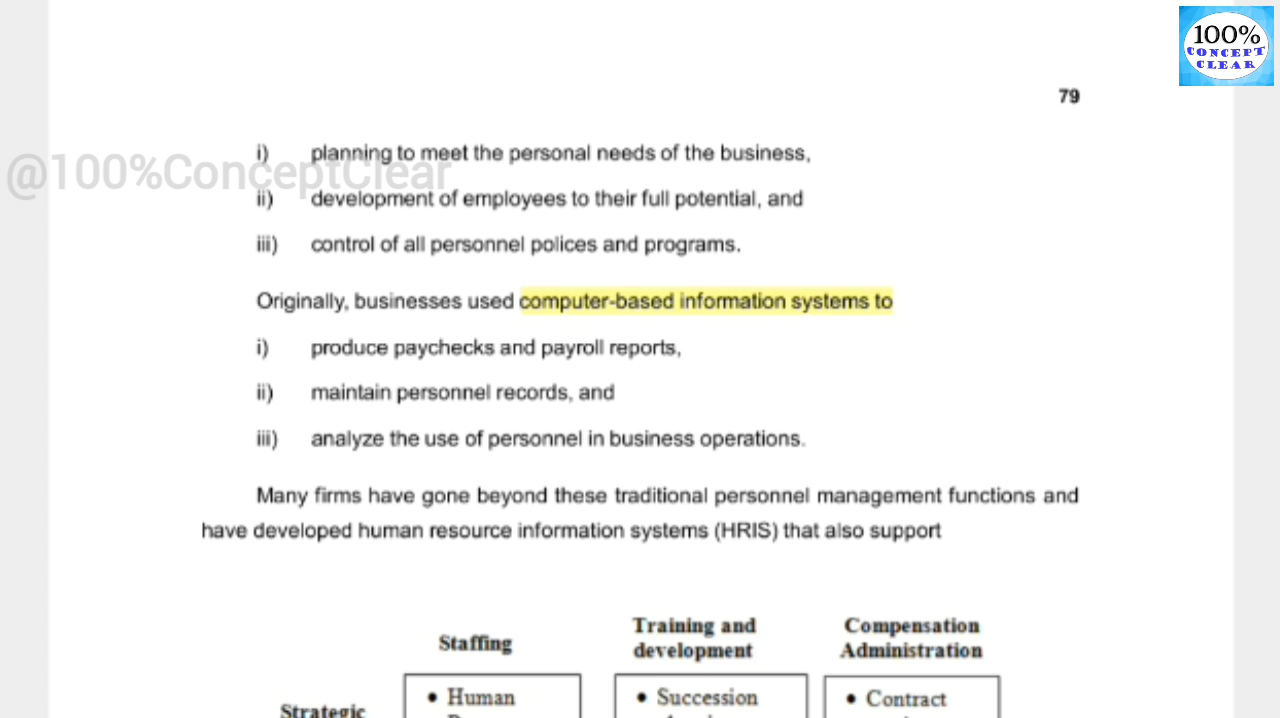 100%
CONCEPT
CLEAR
79
i) planning to meet the personal needs of the business,
@100%ConceptClear
ii) development of employees to their full potential, and
iii) control of all personnel polices and programs.
Originally, businesses used computer-based information systems to
i) produce paychecks and payroll reports,
ii) maintain personnel records, and
iii) analyze the use of personnel in business operations.
Many firms have gone beyond these traditional personnel management functions and
have developed human resource information systems (HRIS) that also support
Staffing
Training and
development
Compensation
Administration
• Human
• Succession
• Contract
Strategic